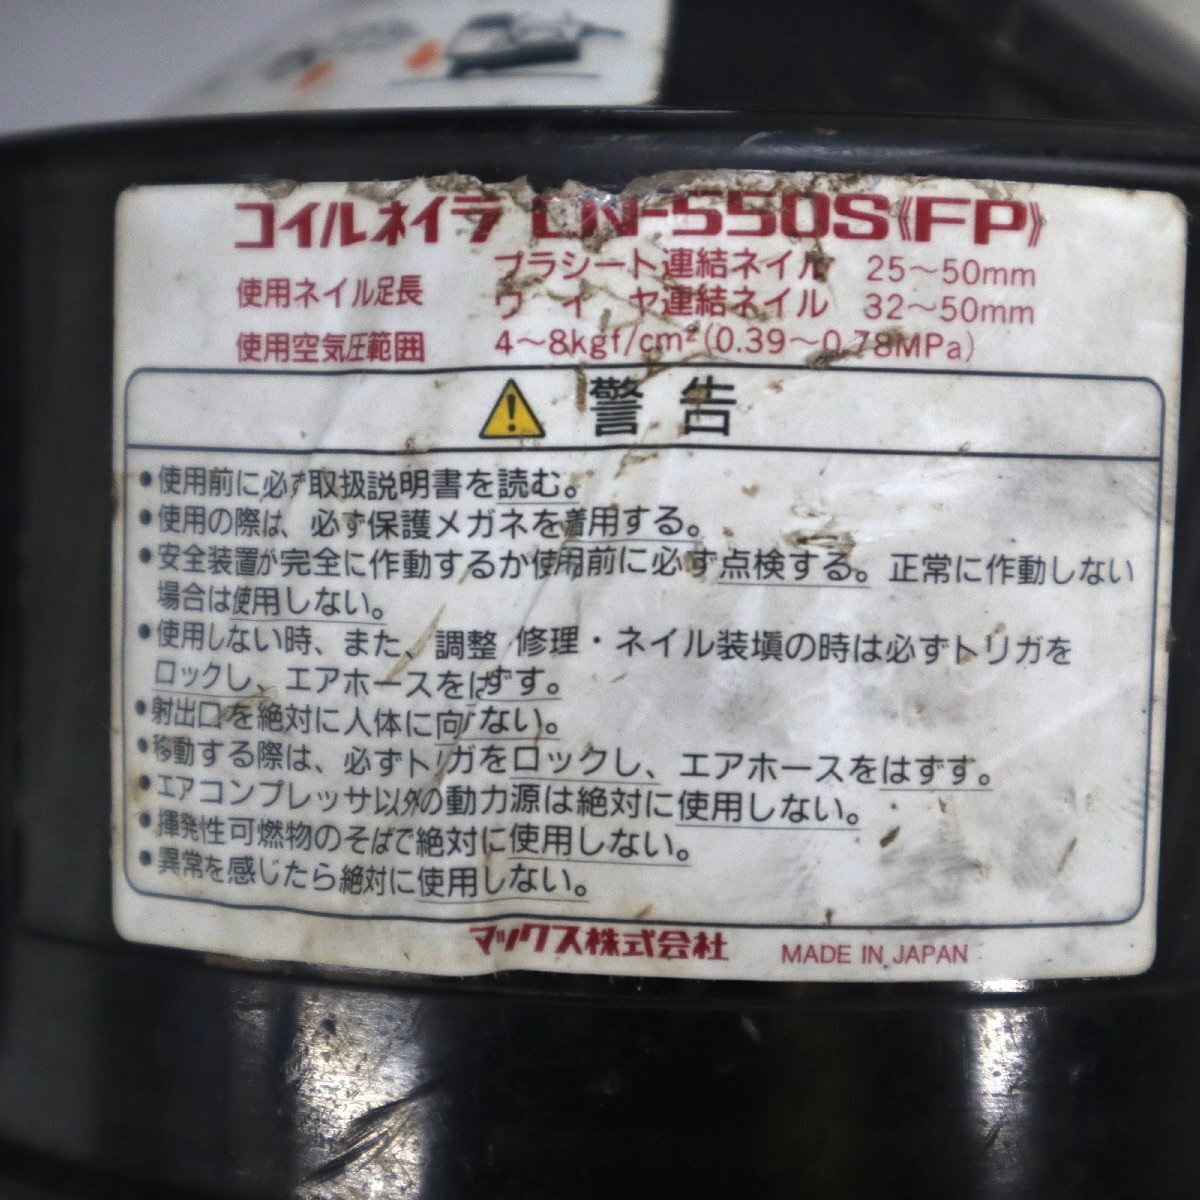 コイルネイラ CN-550S《FP》
使用ネイル足長 プラシート連結ネイル 25〜50mm
ワイヤ連結ネイル 32〜50mm
使用空気圧範囲 4〜8kgf/cm²(0.39〜0.78MPa)
警告
•使用前に必ず取扱説明書を読む。
•使用の際は、必ず保護メガネを着用する。
•安全装置が完全に作動するか使用前に必ず点検する。正常に作動しない
場合は使用しない。
•使用しない時、また、調整 修理・ネイル装塡の時は必ずトリガを
ロックし、エアホースをはずす。
•射出口を絶対に人体に向けない。
•移動する際は、必ずトリガをロックし、エアホースをはずす。
•エアコンプレッサ以外の動力源は絶対に使用しない。
•揮発性可燃物のそばで絶対に使用しない。
•異常を感じたら絶対に使用しない。
マックス株式会社 MADE IN JAPAN